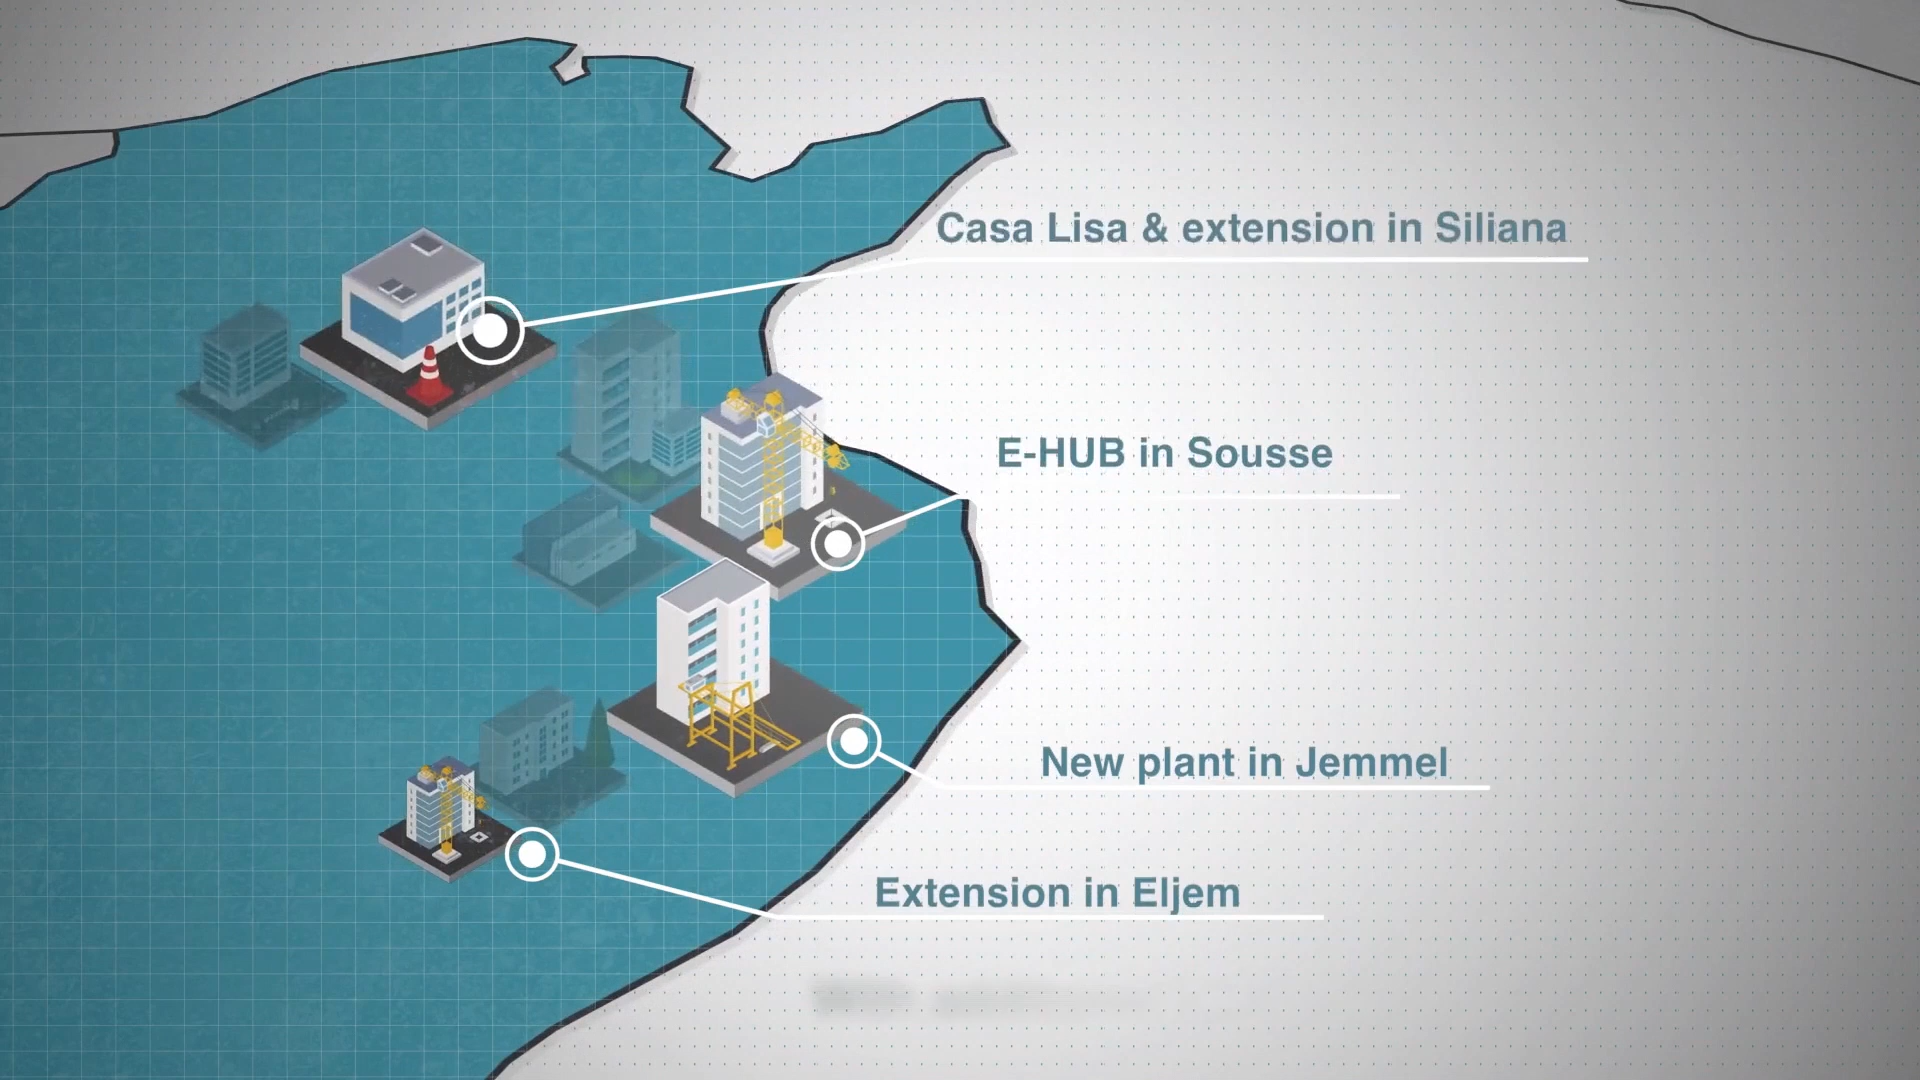 Casa Lisa & extension in Siliana
E-HUB in Sousse
New plant in Jemmel
Extension in Eljem